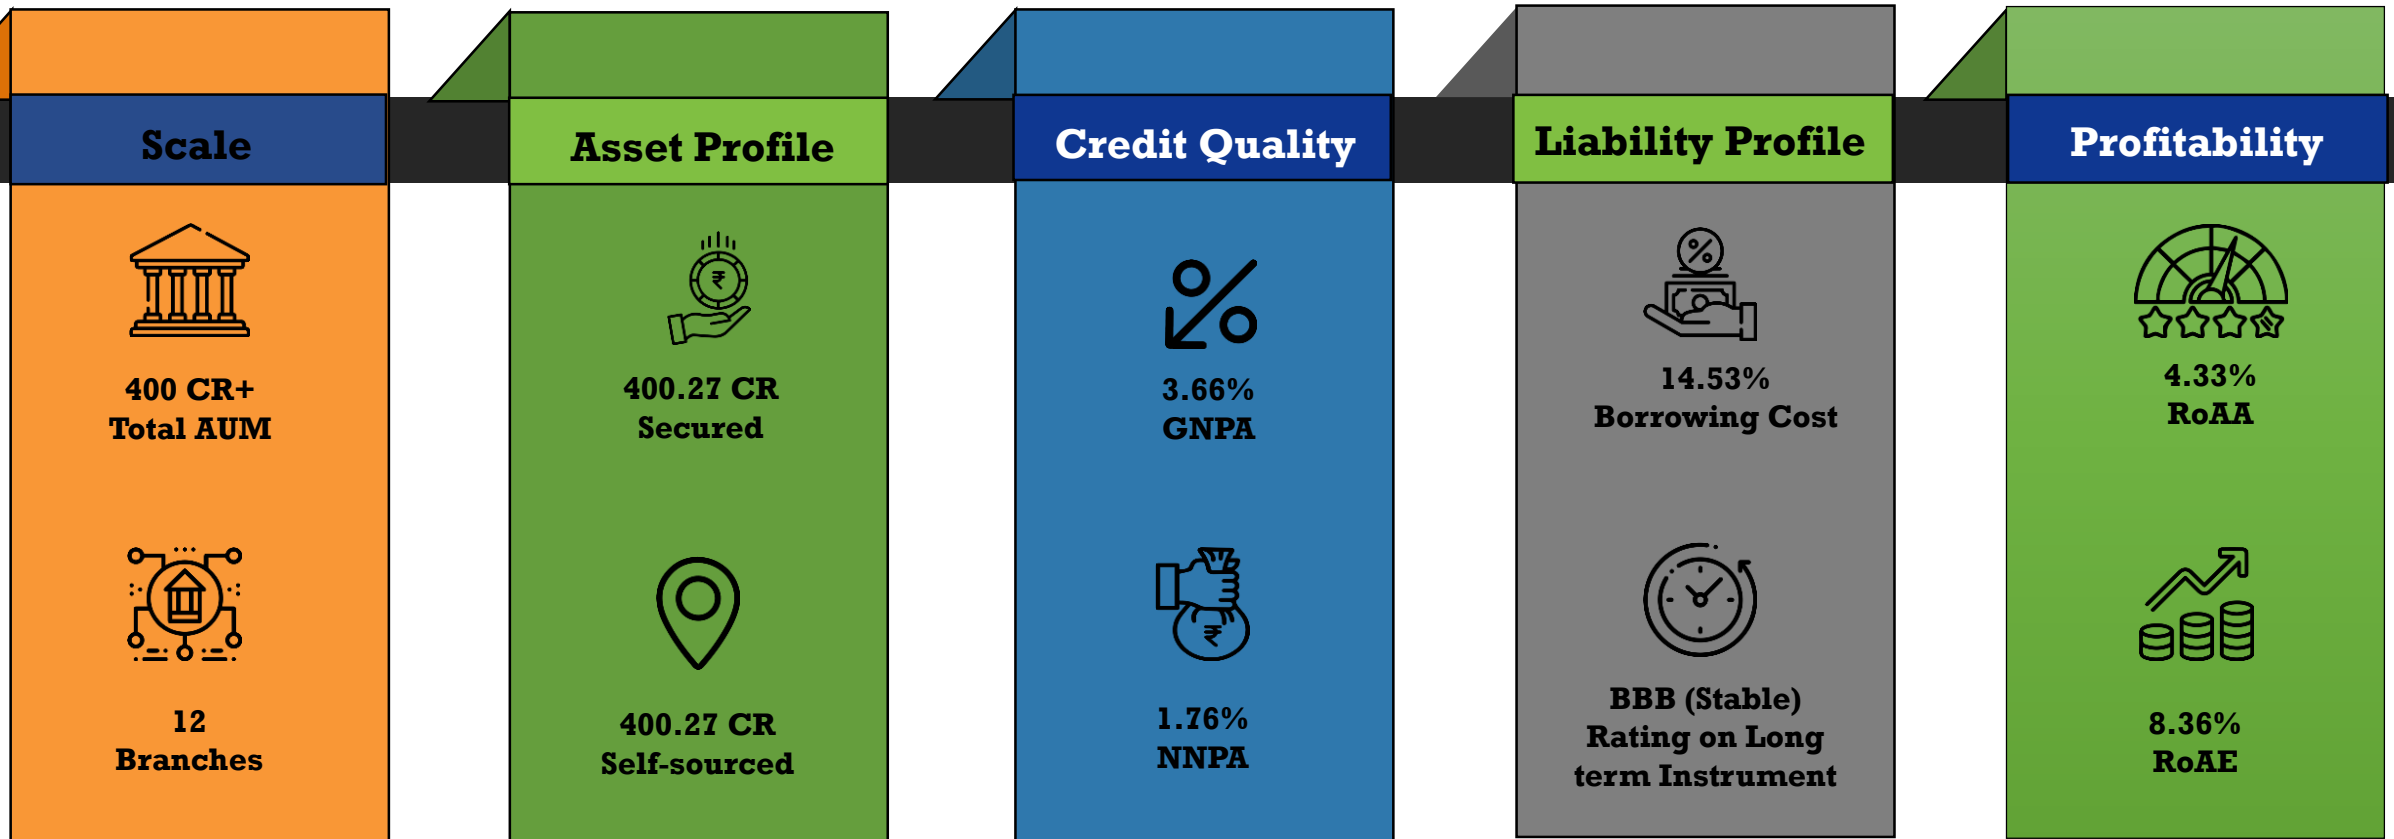 Scale
400 CR+
Total AUM
12
Branches
Asset Profile
₹
400.27 CR
Secured
400.27 CR
Self-sourced
Credit Quality
%
3.66%
GNPA
₹
1.76%
NNPA
Liability Profile
%
14.53%
Borrowing Cost
BBB (Stable)
Rating on Long
term Instrument
Profitability
4.33%
RoAA
8.36%
RoAE